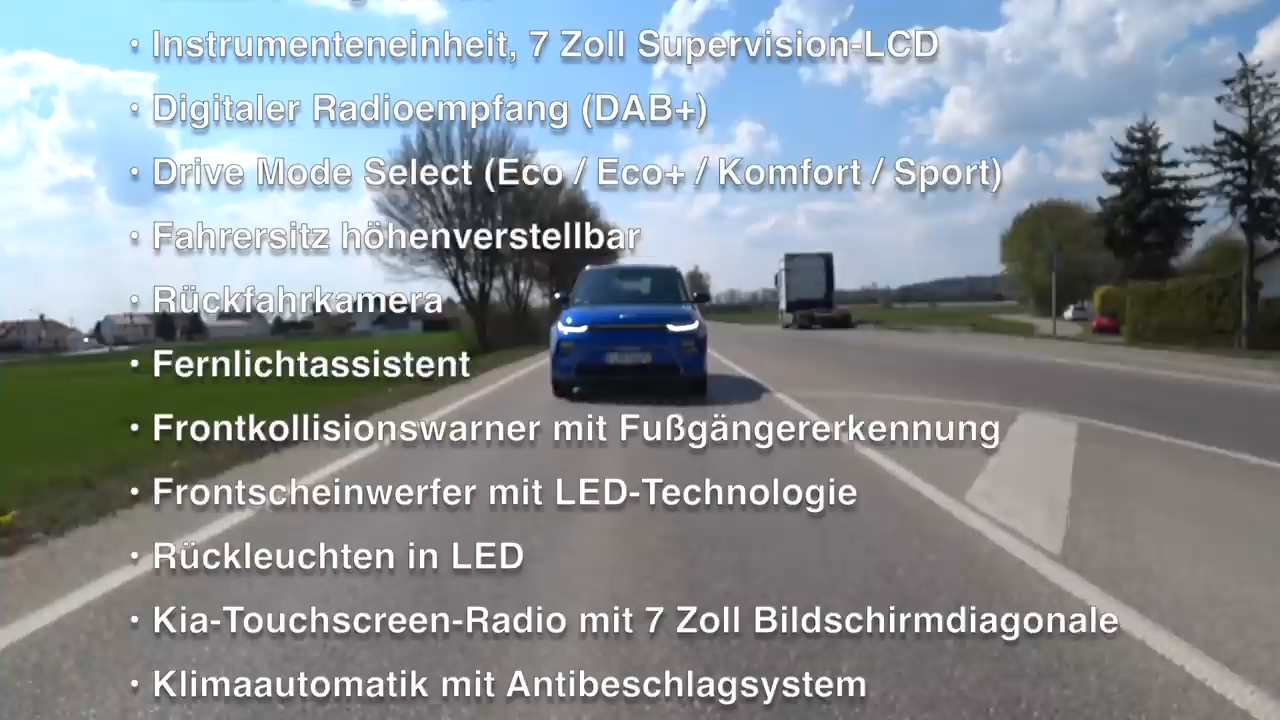 • Instrumenteneinheit, 7 Zoll Supervision-LCD
• Digitaler Radioempfang (DAB+)
• Drive Mode Select (Eco / Eco+ / Komfort / Sport)
• Fahrersitz höhenverstellbar
• Rückfahrkamera
• Fernlichtassistent
• Frontkollisionswarner mit Fußgängererkennung
• Frontscheinwerfer mit LED-Technologie
• Rückleuchten in LED
• Kia-Touchscreen-Radio mit 7 Zoll Bildschirmdiagonale
• Klimaautomatik mit Antibeschlagsystem